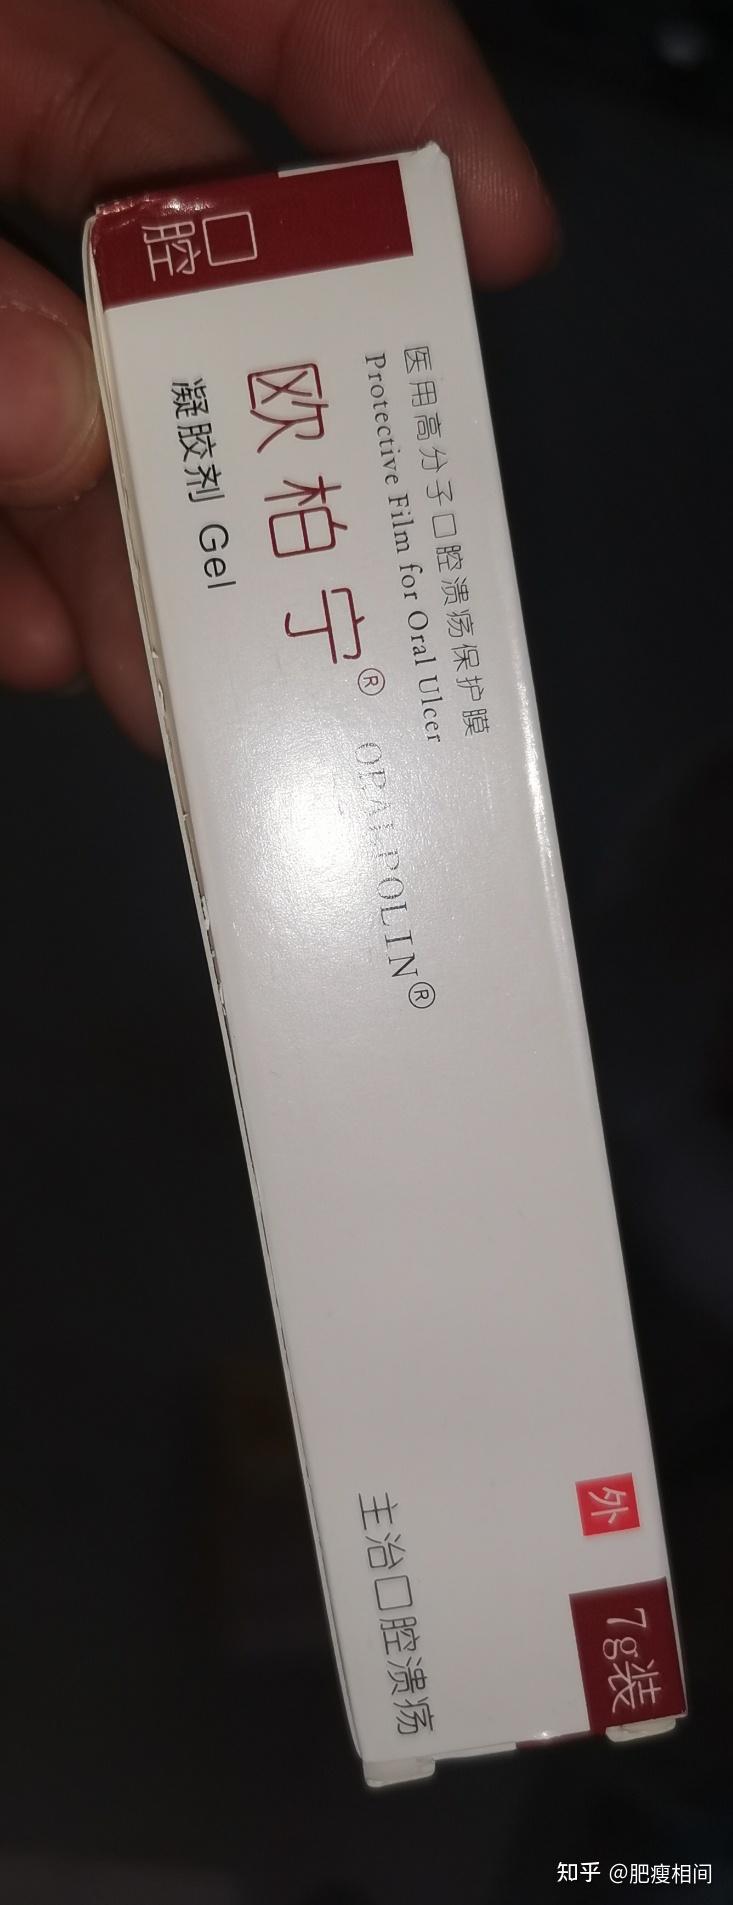 口腔
医用高分子口腔溃疡保护膜
Protective Film for Oral Ulcer
欧柏宁® ORALPOLIN®
凝胶剂 Gel
外
7g装
主治口腔溃疡
知乎 @肥瘦相间